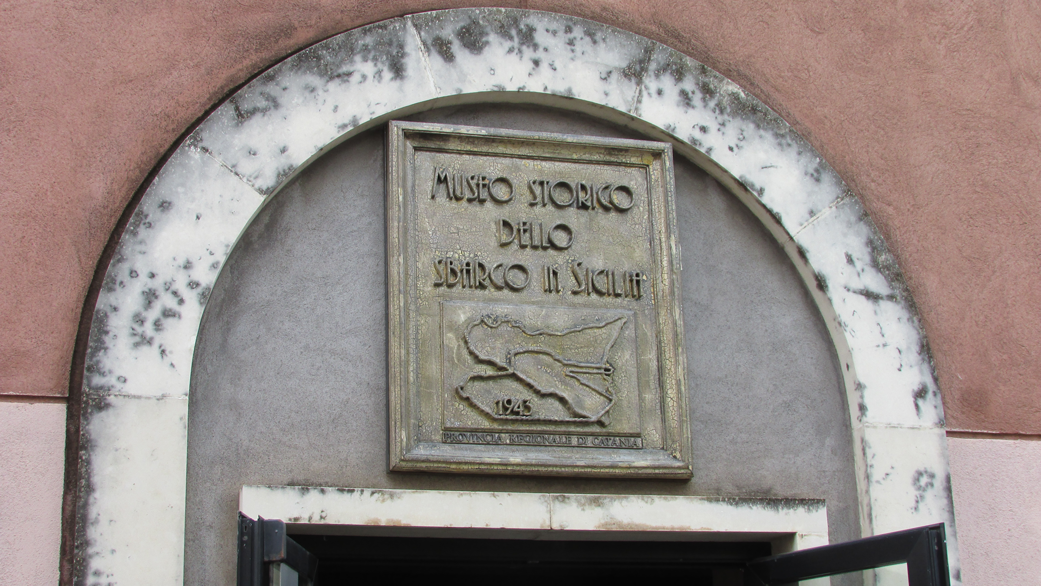 MUSEO STORICO
DELLO
SBARCO IN SICILIA
1943
PROVINCIA REGIONALE DI CATANIA